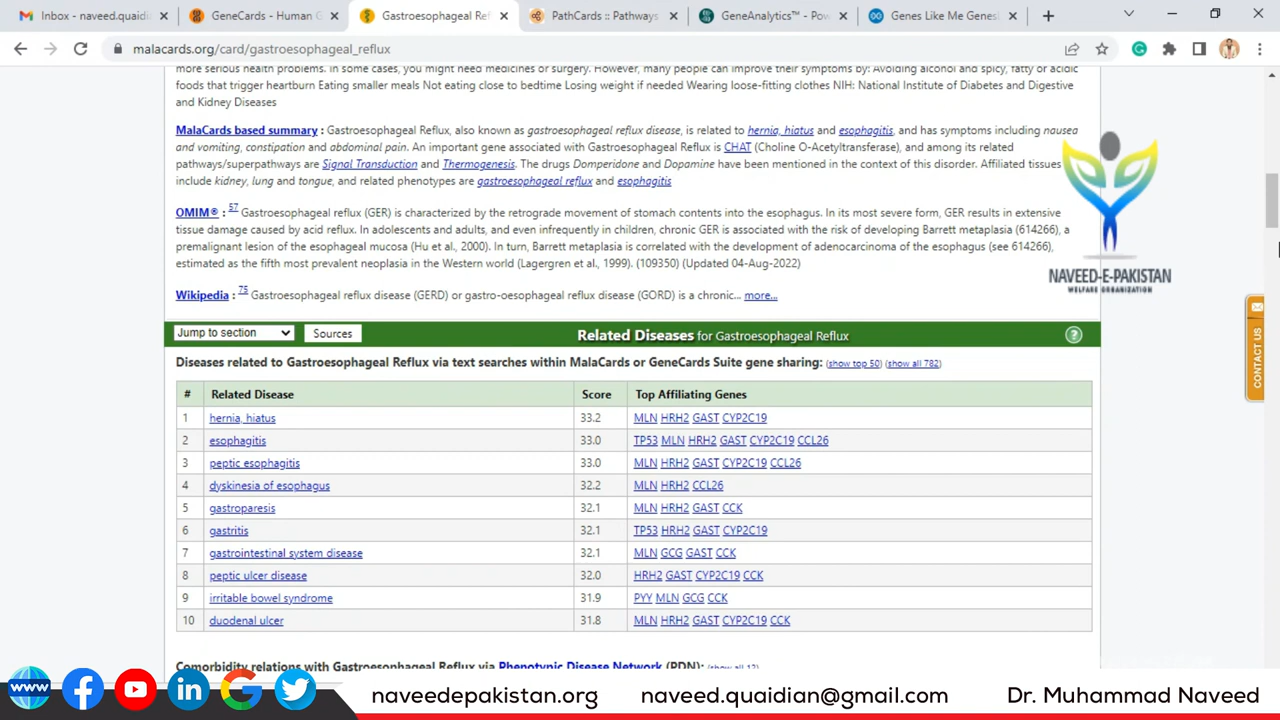 Inbox - naveed.quaidi
GeneCards - Human G
Gastroesophageal Re
PathCards :: Pathways
GeneAnalytics™ - Pow
Genes Like Me Genes
malacards.org/card/gastroesophageal_reflux
more serious health problems. In some cases, you might need medicines or surgery. However, many people can improve their symptoms by: Avoiding alcohol and spicy, fatty or acidic
foods that trigger heartburn Eating smaller meals Not eating close to bedtime Losing weight if needed Wearing loose-fitting clothes NIH: National Institute of Diabetes and Digestive
and Kidney Diseases
MalaCards based summary : Gastroesophageal Reflux, also known as gastroesophageal reflux disease, is related to hernia, hiatus and esophagitis, and has symptoms including nausea
and vomiting, constipation and abdominal pain. An important gene associated with Gastroesophageal Reflux is CHAT (Choline O-Acetyltransferase), and among its related
pathways/superpathways are Signal Transduction and Thermogenesis. The drugs Domperidone and Dopamine have been mentioned in the context of this disorder. Affiliated tissues
include kidney, lung and tongue, and related phenotypes are gastroesophageal reflux and esophagitis
OMIM® : 57 Gastroesophageal reflux (GER) is characterized by the retrograde movement of stomach contents into the esophagus. In its most severe form, GER results in extensive
tissue damage caused by acid reflux. In adolescents and adults, and even infrequently in children, chronic GER is associated with the risk of developing Barrett metaplasia (614266), a
premalignant lesion of the esophageal mucosa (Hu et al., 2000). In turn, Barrett metaplasia is correlated with the development of adenocarcinoma of the esophagus (see 614266),
estimated as the fifth most prevalent neoplasia in the Western world (Lagergren et al., 1999). (109350) (Updated 04-Aug-2022)
Wikipedia : 75 Gastroesophageal reflux disease (GERD) or gastro-oesophageal reflux disease (GORD) is a chronic... more...
NAVEED-E-PAKISTAN
WELFARE ORGANIZATION
CONTACT US
Jump to section Sources Related Diseases for Gastroesophageal Reflux ?
Diseases related to Gastroesophageal Reflux via text searches within MalaCards or GeneCards Suite gene sharing: (show top 50) (show all 782)
# Related Disease Score Top Affiliating Genes
1 hernia, hiatus 33.2 MLN HRH2 GAST CYP2C19
2 esophagitis 33.0 TP53 MLN HRH2 GAST CYP2C19 CCL26
3 peptic esophagitis 33.0 MLN HRH2 GAST CYP2C19 CCL26
4 dyskinesia of esophagus 32.2 MLN HRH2 CCL26
5 gastroparesis 32.1 MLN HRH2 GAST CCK
6 gastritis 32.1 TP53 HRH2 GAST CYP2C19
7 gastrointestinal system disease 32.1 MLN GCG GAST CCK
8 peptic ulcer disease 32.0 HRH2 GAST CYP2C19 CCK
9 irritable bowel syndrome 31.9 PYY MLN GCG CCK
10 duodenal ulcer 31.8 MLN HRH2 GAST CYP2C19 CCK
Comorbidity relations with Gastroesophageal Reflux via Phenotypic Disease Network (PDN): (show all 12)
www
naveedepakistan.org naveed.quaidian@gmail.com Dr. Muhammad Naveed